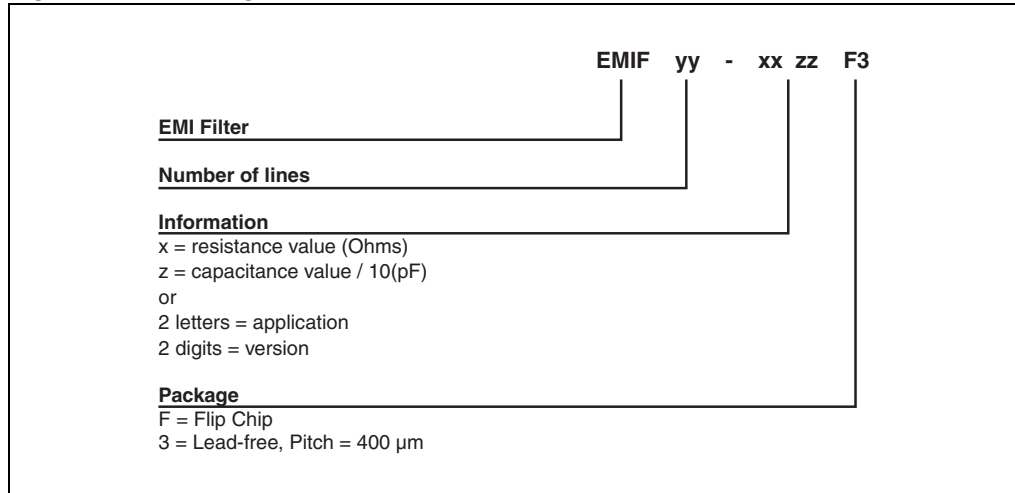 EMIF yy - xx zz F3
EMI Filter
Number of lines
Information
x = resistance value (Ohms)
z = capacitance value / 10(pF)
or
2 letters = application
2 digits = version
Package
F = Flip Chip
3 = Lead-free, Pitch = 400 µm